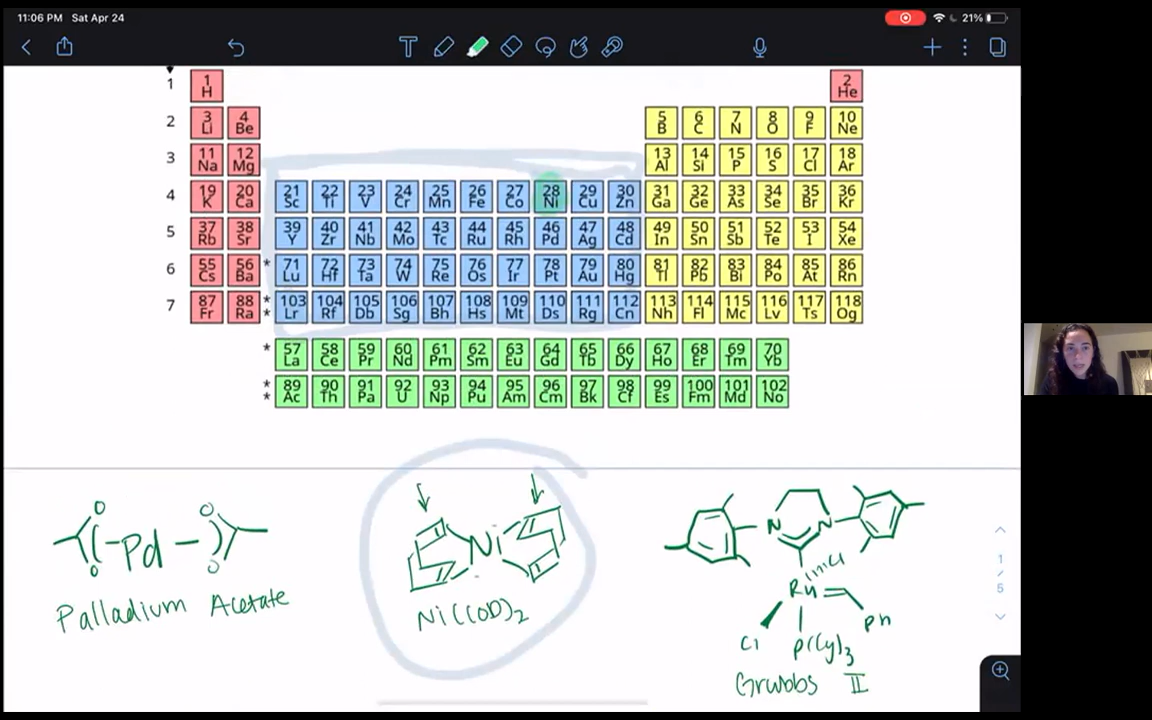 11:06 PM Sat Apr 24 21%
T
1 1 H 2 He
2 3 Li 4 Be 5 B 6 C 7 N 8 O 9 F 10 Ne
3 11 Na 12 Mg 13 Al 14 Si 15 P 16 S 17 Cl 18 Ar
4 19 K 20 Ca 21 Sc 22 Ti 23 V 24 Cr 25 Mn 26 Fe 27 Co 28 Ni 29 Cu 30 Zn 31 Ga 32 Ge 33 As 34 Se 35 Br 36 Kr
5 37 Rb 38 Sr 39 Y 40 Zr 41 Nb 42 Mo 43 Tc 44 Ru 45 Rh 46 Pd 47 Ag 48 Cd 49 In 50 Sn 51 Sb 52 Te 53 I 54 Xe
6 55 Cs 56 Ba * 71 Lu 72 Hf 73 Ta 74 W 75 Re 76 Os 77 Ir 78 Pt 79 Au 80 Hg 81 Tl 82 Pb 83 Bi 84 Po 85 At 86 Rn
7 87 Fr 88 Ra ** 103 Lr 104 Rf 105 Db 106 Sg 107 Bh 108 Hs 109 Mt 110 Ds 111 Rg 112 Cn 113 Nh 114 Fl 115 Mc 116 Lv 117 Ts 118 Og
* 57 La 58 Ce 59 Pr 60 Nd 61 Pm 62 Sm 63 Eu 64 Gd 65 Tb 66 Dy 67 Ho 68 Er 69 Tm 70 Yb
** 89 Ac 90 Th 91 Pa 92 U 93 Np 94 Pu 95 Am 96 Cm 97 Bk 98 Cf 99 Es 100 Fm 101 Md 102 No
O O
Pd
O O
Palladium Acetate
Ni
Ni(COD)2
N N
Cl
Ru
Ph
Cl P(Cy)3
Grubbs II
1 / 5